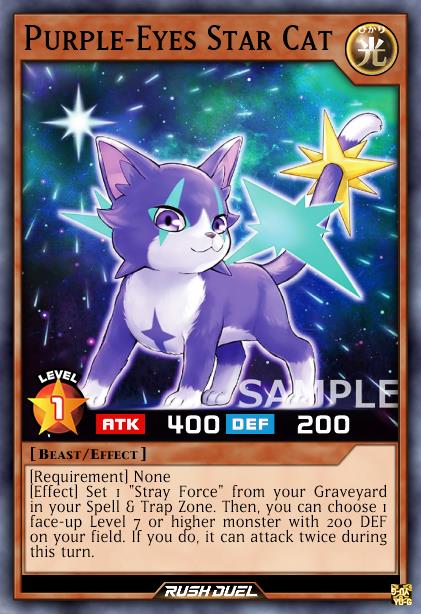 PURPLE-EYES STAR CAT
ひかり
光
LEVEL
1
SAMPLE
ATK 400 DEF 200
[BEAST/EFFECT]
[Requirement] None
[Effect] Set 1 "Stray Force" from your Graveyard
in your Spell & Trap Zone. Then, you can choose 1
face-up Level 7 or higher monster with 200 DEF
on your field. If you do, it can attack twice during
this turn.
RUSH DUEL